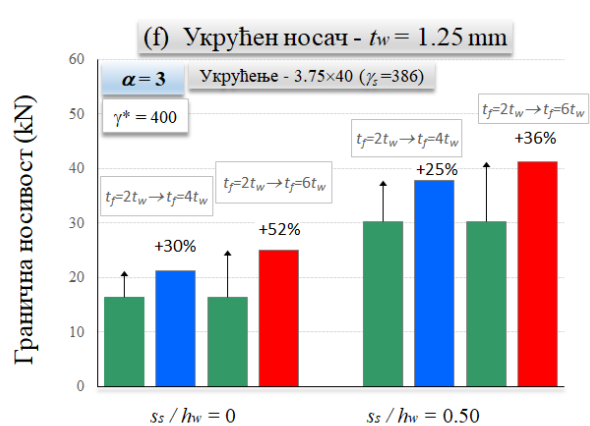 (f) Укрућен носач - tw = 1.25 mm
60
α = 3
Укрућење - 3.75×40 (γs =386)
γ* = 400
tf=2tw→tf=6tw
50
tf=2tw→tf=4tw
+36%
+25%
40
tf=2tw→tf=4tw
tf=2tw→tf=6tw
+30%
+52%
30
20
10
0
Гранична носивост (kN)
ss / hw = 0
ss / hw = 0.50